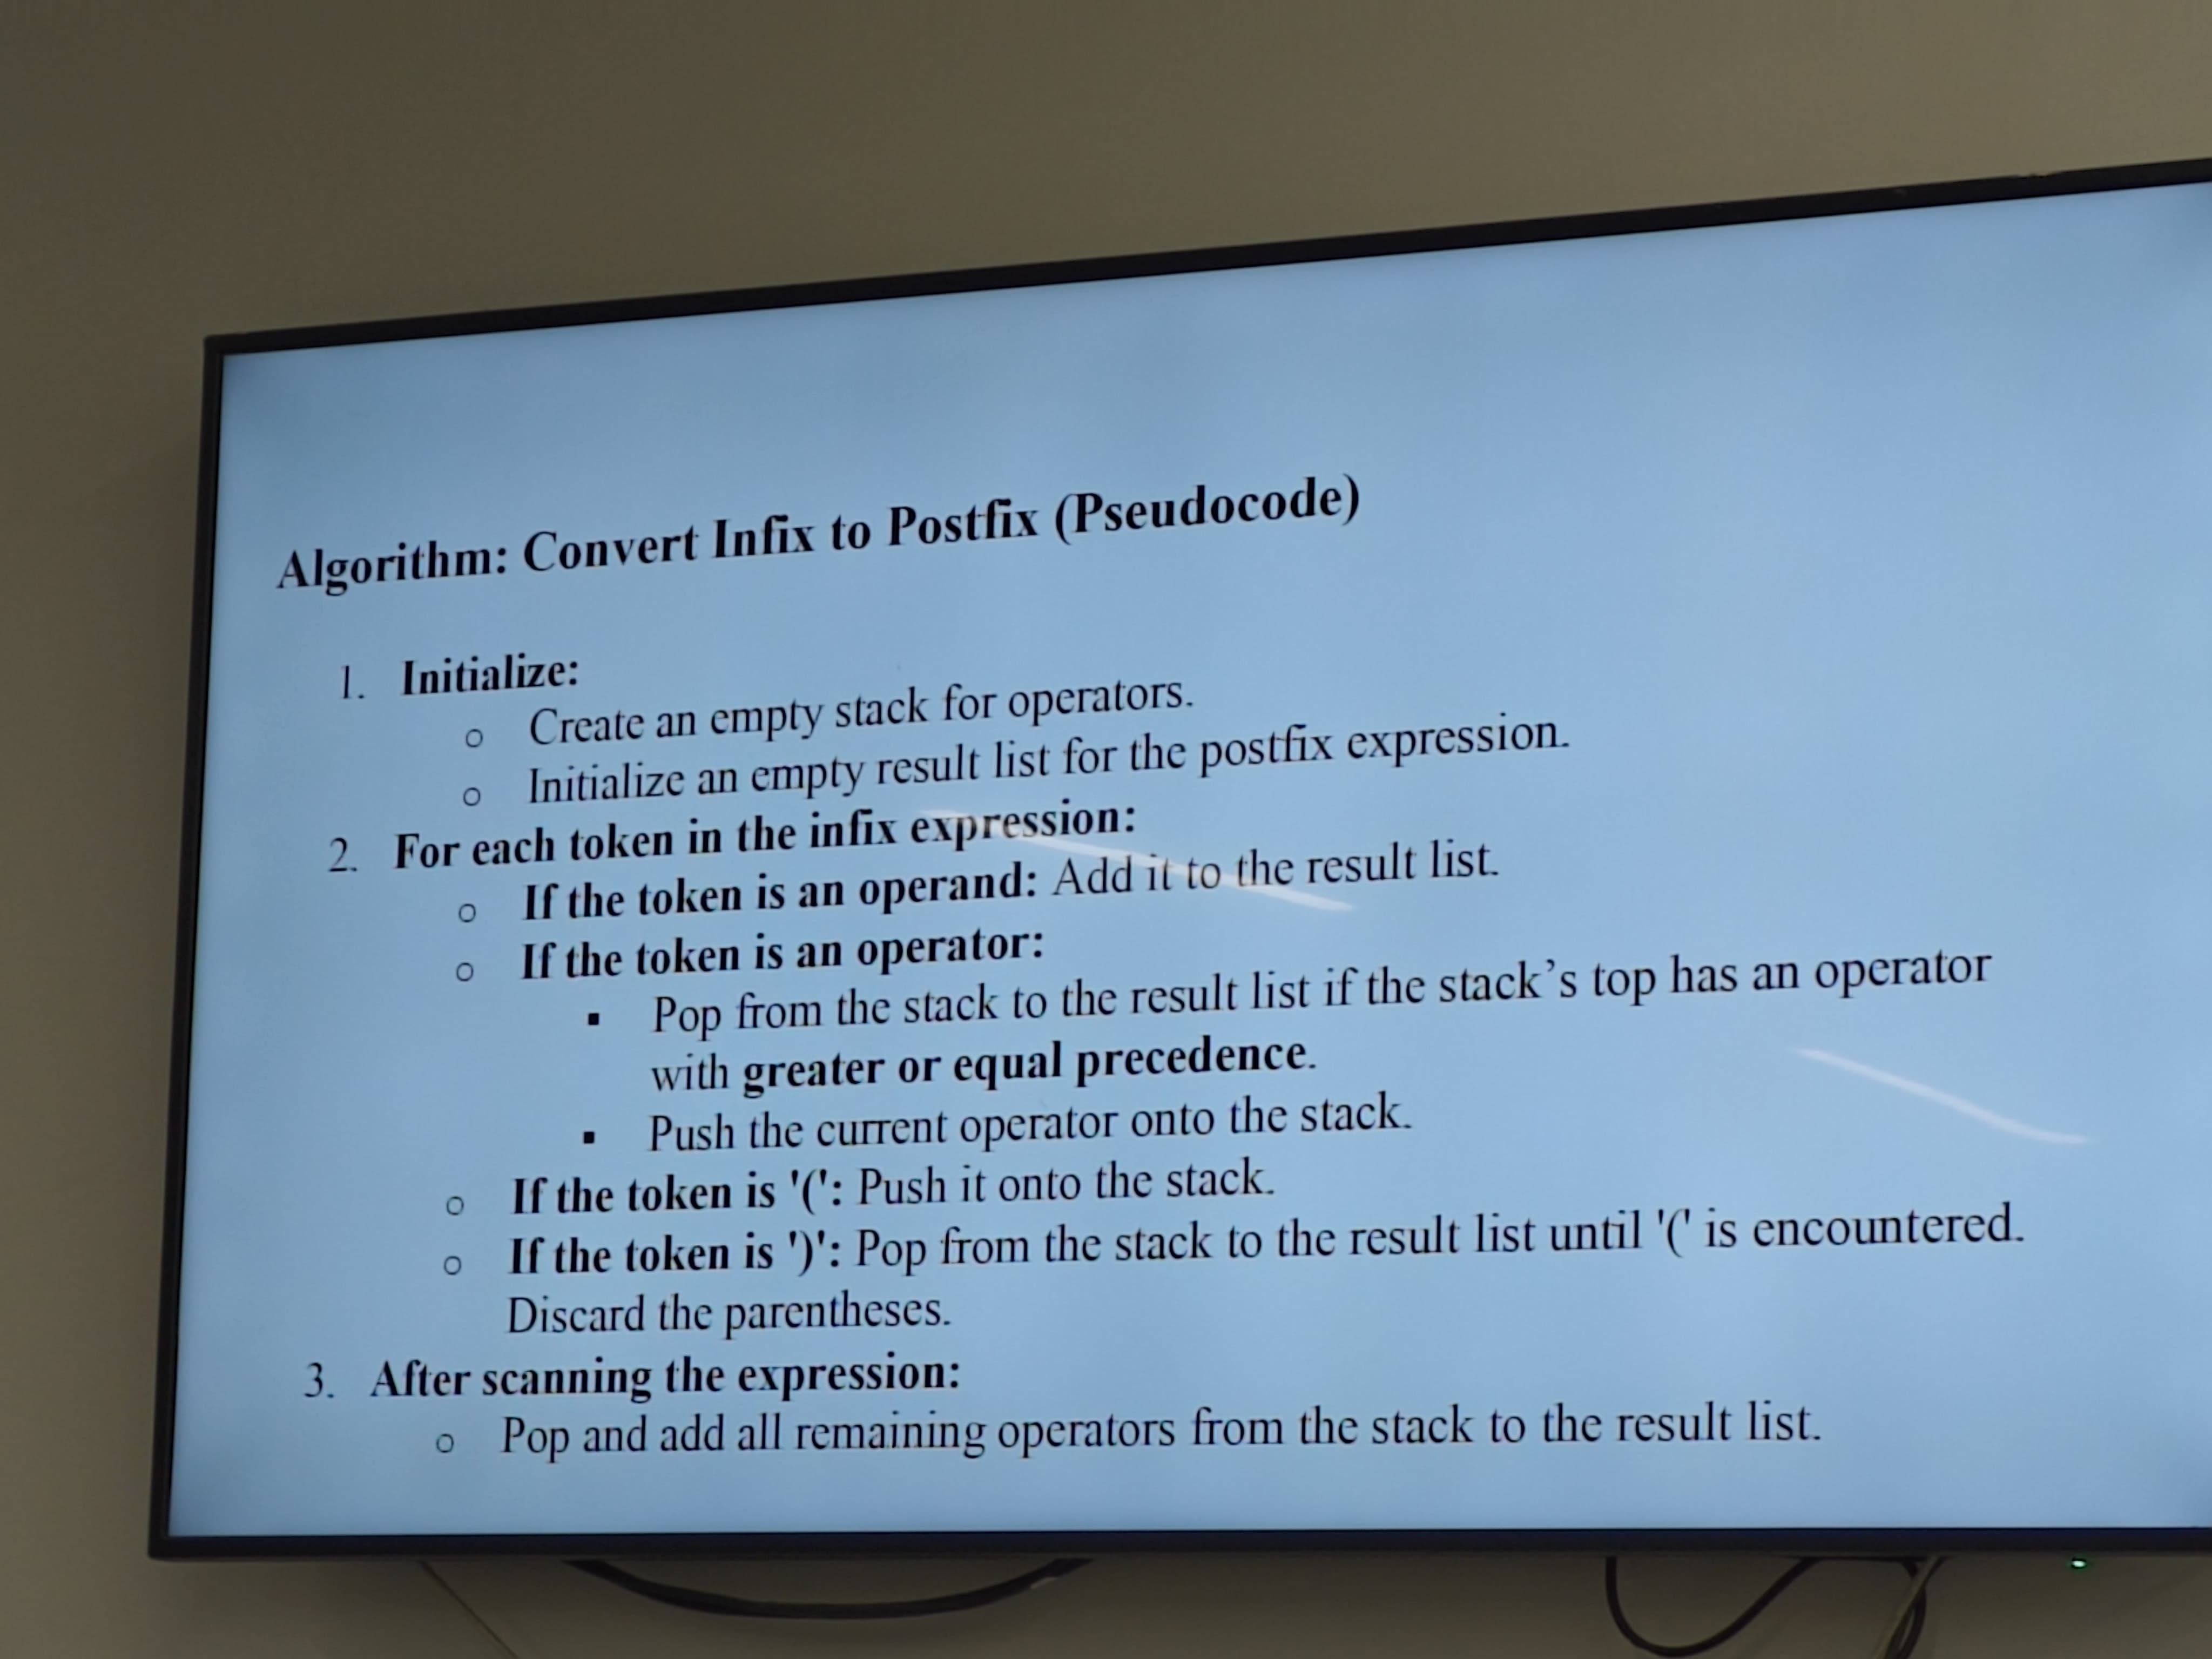 Algorithm: Convert Infix to Postfix (Pseudocode)
1. Initialize:
o Create an empty stack for operators.
o Initialize an empty result list for the postfix expression.
2. For each token in the infix expression:
o If the token is an operand: Add it to the result list.
o If the token is an operator:
▪ Pop from the stack to the result list if the stack’s top has an operator
with greater or equal precedence.
▪ Push the current operator onto the stack.
o If the token is '(': Push it onto the stack.
o If the token is ')': Pop from the stack to the result list until '(' is encountered.
Discard the parentheses.
3. After scanning the expression:
o Pop and add all remaining operators from the stack to the result list.